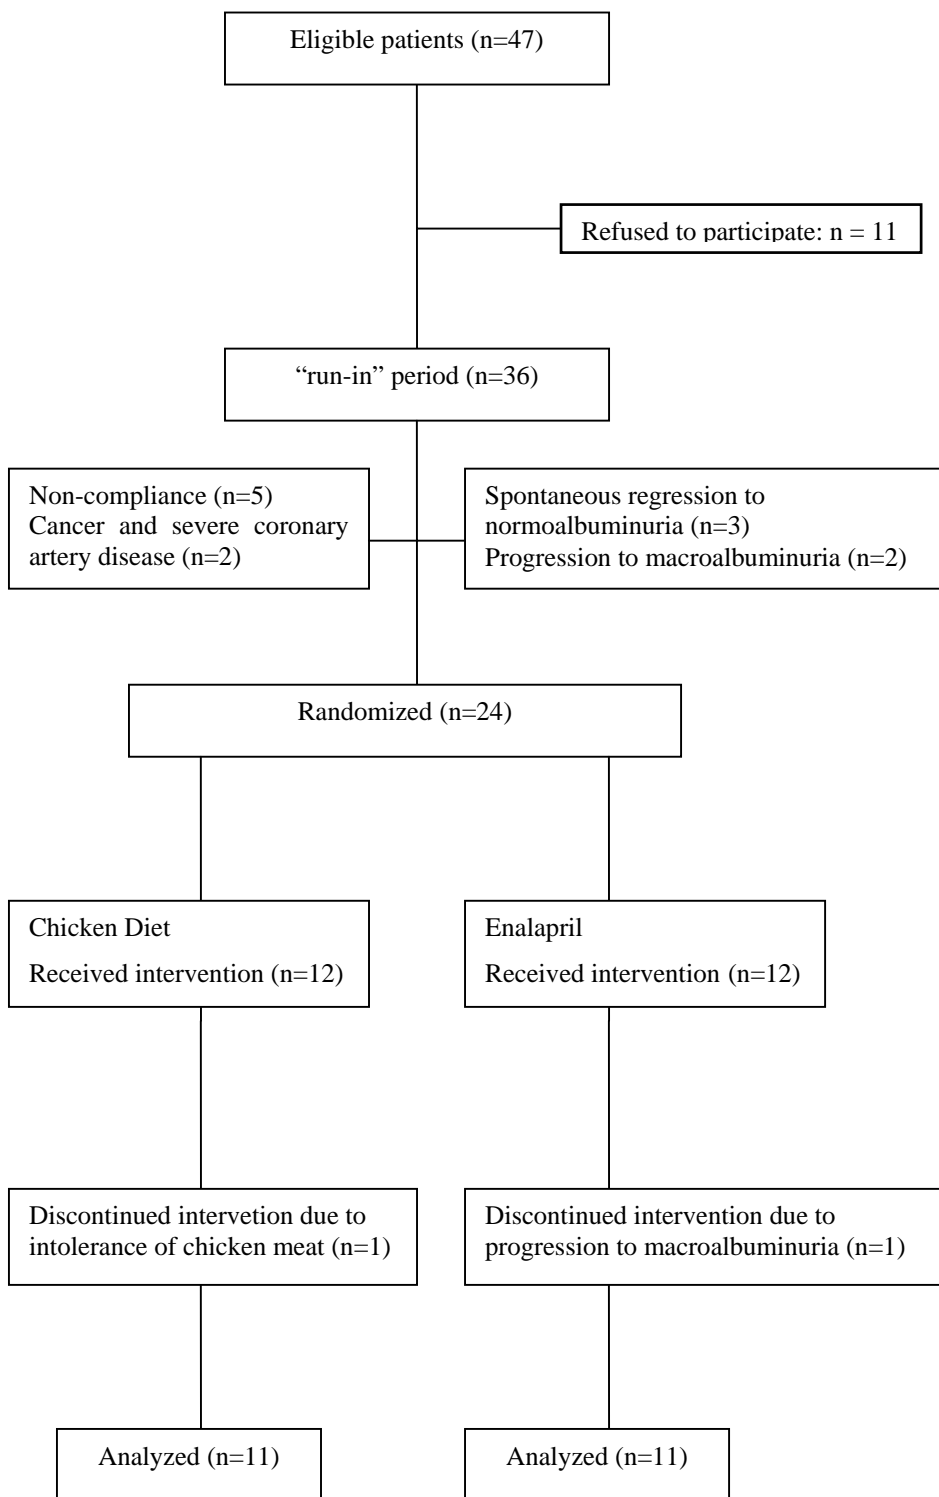 Eligible patients (n=47)
Refused to participate: n = 11
“run-in” period (n=36)
Non-compliance (n=5)
Cancer and severe coronary
artery disease (n=2)
Spontaneous regression to
normoalbuminuria (n=3)
Progression to macroalbuminuria (n=2)
Randomized (n=24)
Chicken Diet
Received intervention (n=12)
Enalapril
Received intervention (n=12)
Discontinued intervetion due to
intolerance of chicken meat (n=1)
Discontinued intervention due to
progression to macroalbuminuria (n=1)
Analyzed (n=11)
Analyzed (n=11)